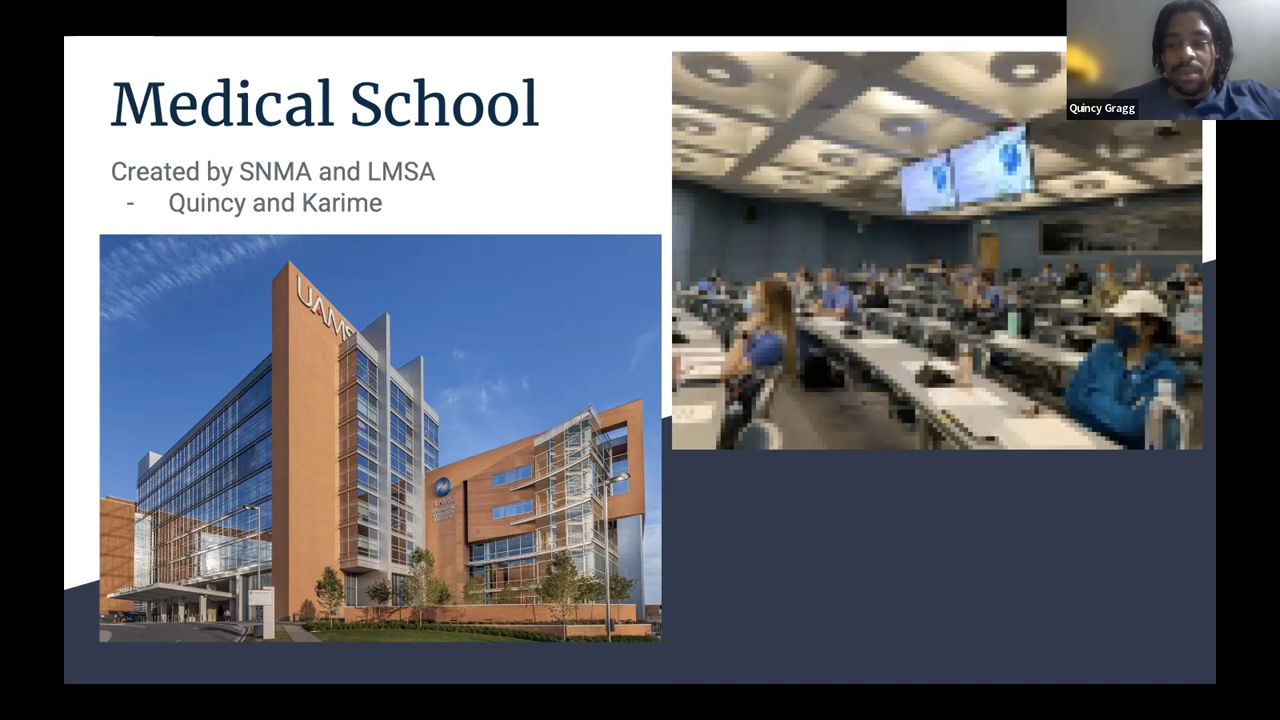 Medical School
Created by SNMA and LMSA
- Quincy and Karime
UAMS
Quincy Gragg